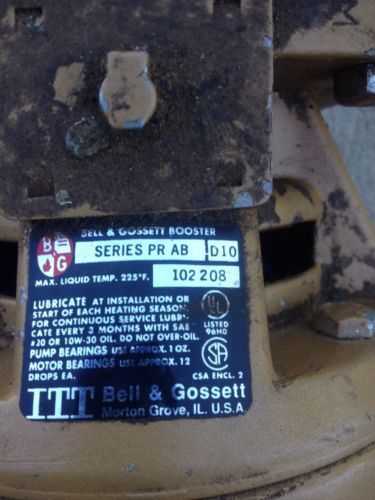 BELL & GOSSETT BOOSTER
B
&
G
SERIES PR AB D10
MAX. LIQUID TEMP. 225°F. 102208
LUBRICATE AT INSTALLATION OR
START OF EACH HEATING SEASON.
FOR CONTINUOUS SERVICE LUBRI-
CATE EVERY 3 MONTHS WITH SAE
#20 OR 10W-30 OIL. DO NOT OVER-OIL.
PUMP BEARINGS USE APPROX. 1 OZ.
MOTOR BEARINGS USE APPROX. 12
DROPS EA.
UL
LISTED
96H0
CSA ENCL. 2
ITT Bell & Gossett
Morton Grove, IL. U.S.A.